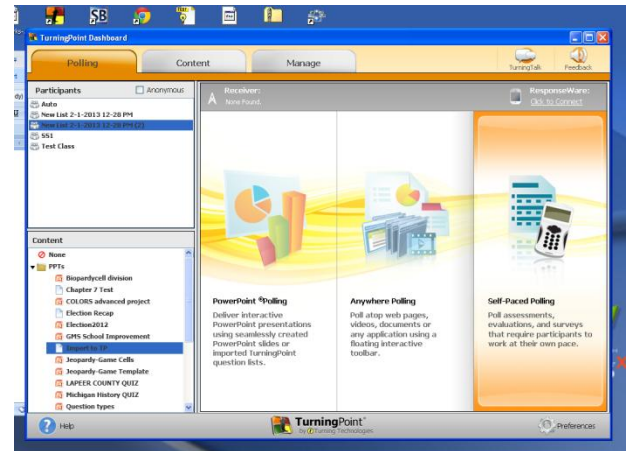 TurningPoint Dashboard
Polling
Content
Manage
TurningTalk
Feedback
Participants
Anonymous
Auto
New List 2-1-2013 12-28 PM
New List 2-1-2013 12-28 PM (2)
SS1
Test Class
Receiver:
None Found.
ResponseWare:
Click to Connect
Content
None
PPTs
Biopardycell division
Chapter 7 Test
COLORS advanced project
Election Recap
Election2012
GMS School Improvement
Import to TP
Jeopardy-Game Cells
Jeopardy-Game Template
LAPEER COUNTY QUIZ
Michigan History QUIZ
Question types
PowerPoint ® Polling
Deliver interactive
PowerPoint presentations
using seamlessly created
PowerPoint slides or
imported TurningPoint
question lists.
Anywhere Polling
Poll atop web pages,
videos, documents or
any application using a
floating interactive
toolbar.
Self-Paced Polling
Poll assessments,
evaluations, and surveys
that require participants to
work at their own pace.
Help
TurningPoint
by Turning Technologies
Preferences